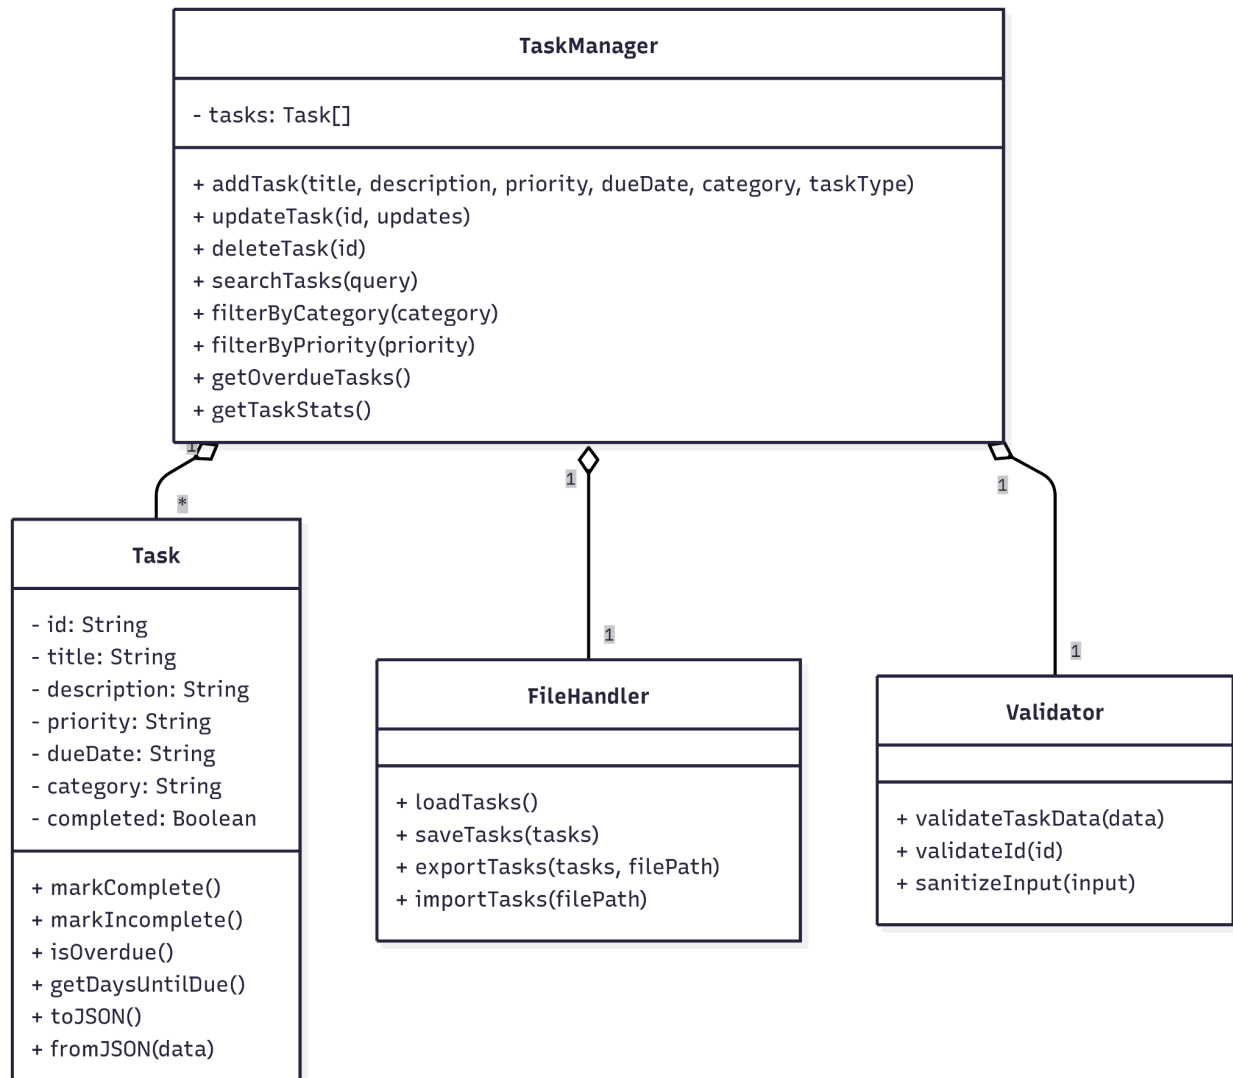 TaskManager
- tasks: Task[]
+ addTask(title, description, priority, dueDate, category, taskType)
+ updateTask(id, updates)
+ deleteTask(id)
+ searchTasks(query)
+ filterByCategory(category)
+ filterByPriority(priority)
+ getOverdueTasks()
+ getTaskStats()
1
*
1
1
1
1
Task
- id: String
- title: String
- description: String
- priority: String
- dueDate: String
- category: String
- completed: Boolean
+ markComplete()
+ markIncomplete()
+ isOverdue()
+ getDaysUntilDue()
+ toJSON()
+ fromJSON(data)
FileHandler
+ loadTasks()
+ saveTasks(tasks)
+ exportTasks(tasks, filePath)
+ importTasks(filePath)
Validator
+ validateTaskData(data)
+ validateId(id)
+ sanitizeInput(input)